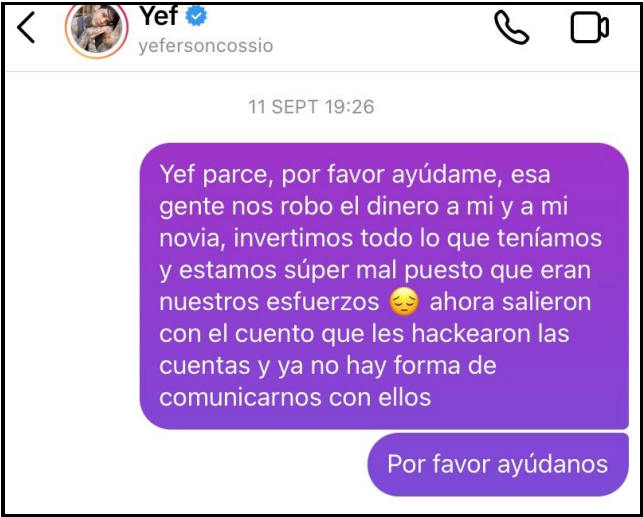 Yef
yefersoncossio
11 SEPT 19:26
Yef parce, por favor ayúdame, esa
gente nos robo el dinero a mi y a mi
novia, invertimos todo lo que teníamos
y estamos súper mal puesto que eran
nuestros esfuerzos 😔 ahora salieron
con el cuento que les hackearon las
cuentas y ya no hay forma de
comunicarnos con ellos
Por favor ayúdanos